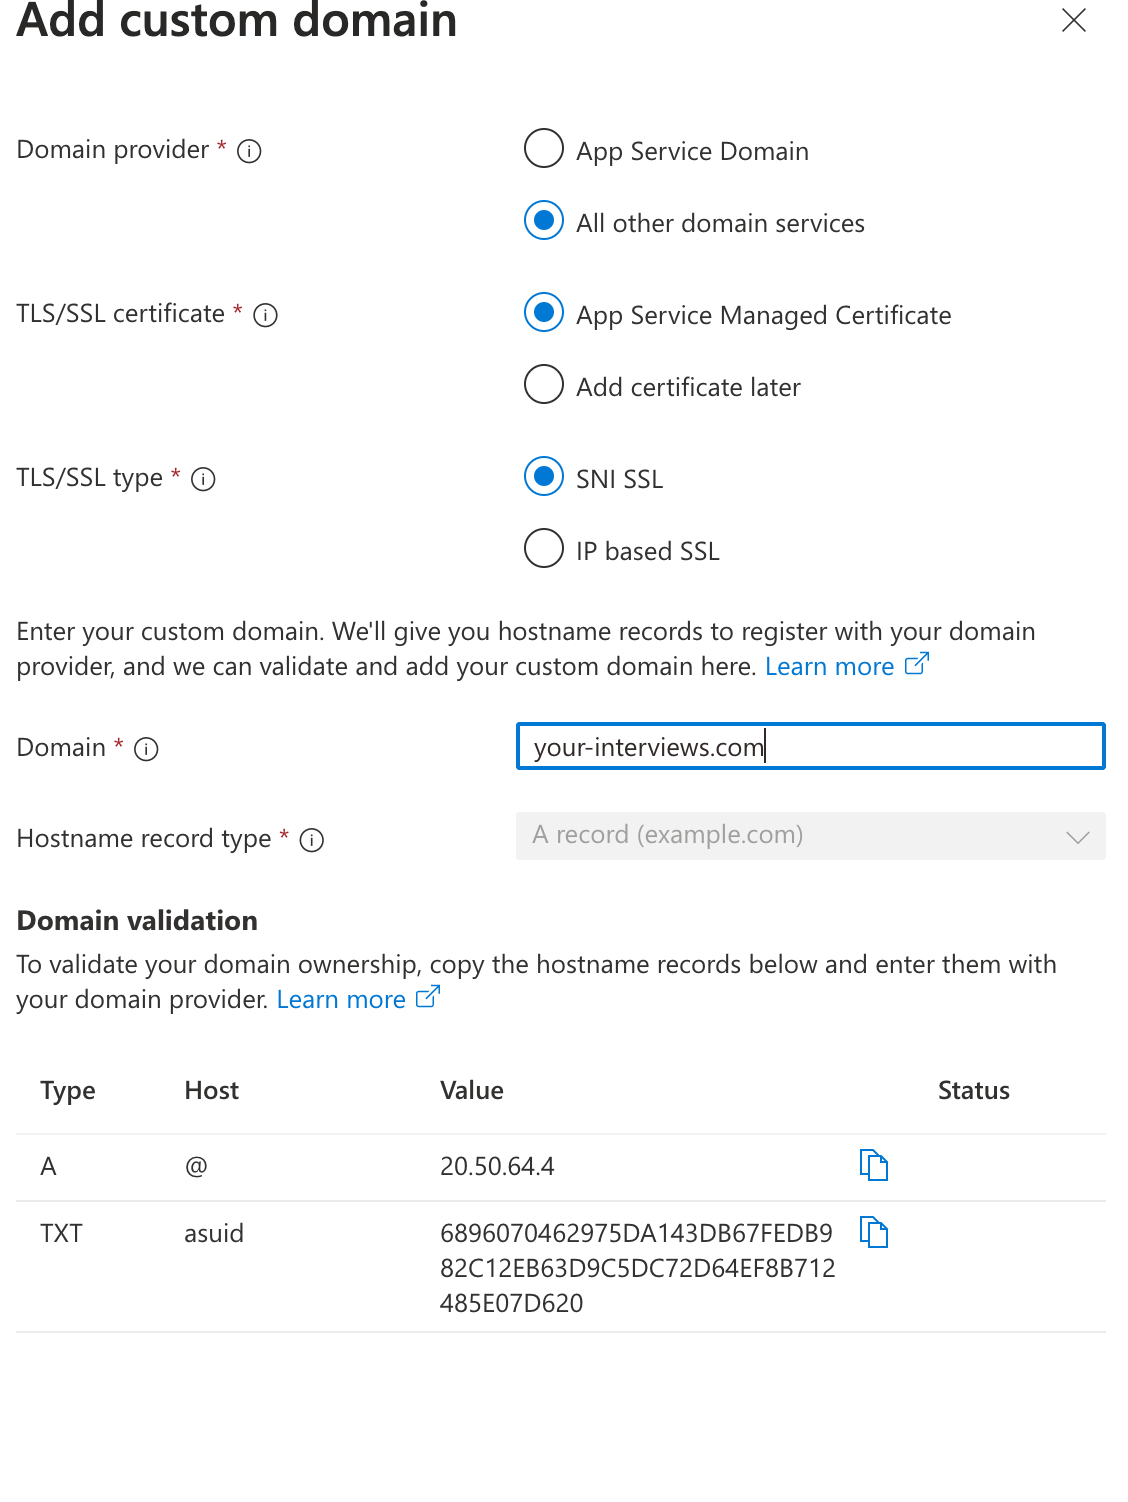 Add custom domain
Domain provider *
App Service Domain
All other domain services
TLS/SSL certificate *
App Service Managed Certificate
Add certificate later
TLS/SSL type *
SNI SSL
IP based SSL
Enter your custom domain. We'll give you hostname records to register with your domain
provider, and we can validate and add your custom domain here. Learn more
Domain *
your-interviews.com
Hostname record type *
A record (example.com)
Domain validation
To validate your domain ownership, copy the hostname records below and enter them with
your domain provider. Learn more
Type Host Value Status
A @ 20.50.64.4
TXT asuid 6896070462975DA143DB67FEDB9
82C12EB63D9C5DC72D64EF8B712
485E07D620